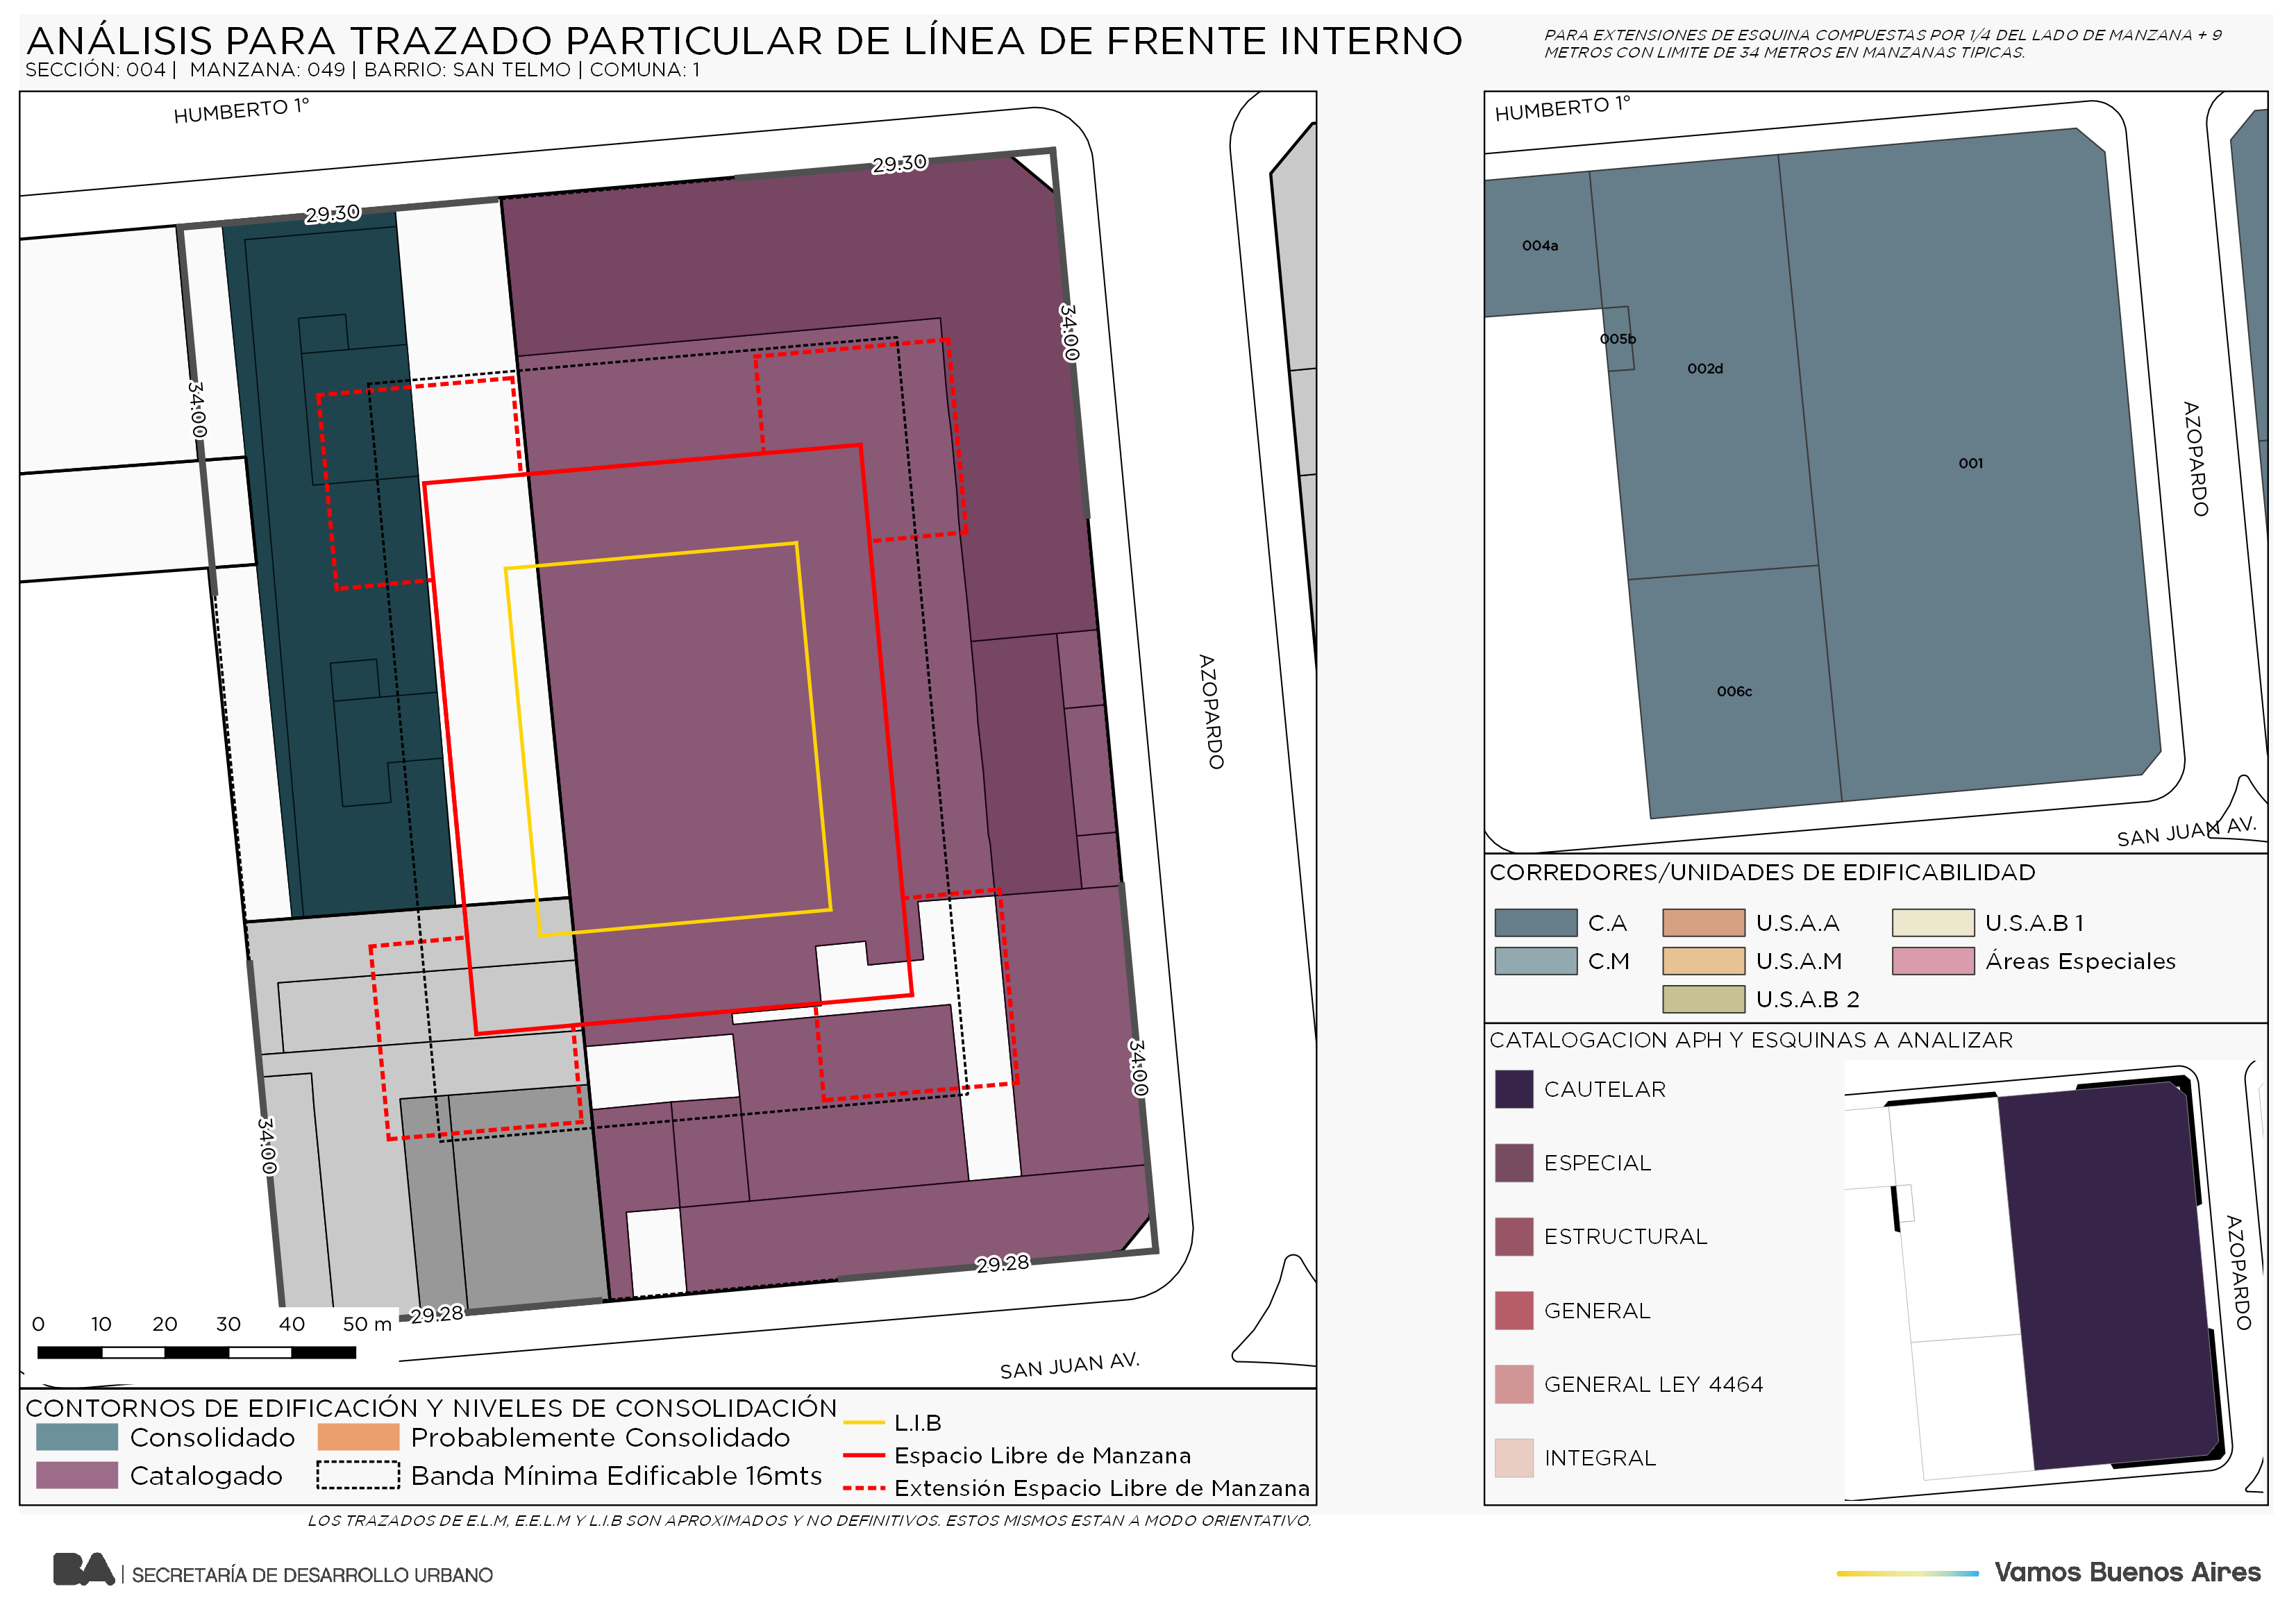 ANÁLISIS PARA TRAZADO PARTICULAR DE LÍNEA DE FRENTE INTERNO
SECCIÓN: 004 | MANZANA: 049 | BARRIO: SAN TELMO | COMUNA: 1
PARA EXTENSIONES DE ESQUINA COMPUESTAS POR 1/4 DEL LADO DE MANZANA + 9
METROS CON LIMITE DE 34 METROS EN MANZANAS TIPICAS.
HUMBERTO 1°
29.30
29.30
34:00
34:00
AZOPARDO
34:00
34:00
29.28
29.28
SAN JUAN AV.
0 10 20 30 40 50 m
CONTORNOS DE EDIFICACIÓN Y NIVELES DE CONSOLIDACIÓN
Consolidado
Probablemente Consolidado
Catalogado
Banda Mínima Edificable 16mts
L.I.B
Espacio Libre de Manzana
Extensión Espacio Libre de Manzana
HUMBERTO 1°
004a
005b
002d
001
006c
AZOPARDO
SAN JUAN AV.
CORREDORES/UNIDADES DE EDIFICABILIDAD
C.A
U.S.A.A
U.S.A.B 1
C.M
U.S.A.M
Áreas Especiales
U.S.A.B 2
CATALOGACION APH Y ESQUINAS A ANALIZAR
CAUTELAR
ESPECIAL
ESTRUCTURAL
GENERAL
GENERAL LEY 4464
INTEGRAL
AZOPARDO
LOS TRAZADOS DE E.L.M, E.E.L.M Y L.I.B SON APROXIMADOS Y NO DEFINITIVOS. ESTOS MISMOS ESTAN A MODO ORIENTATIVO.
BA | SECRETARÍA DE DESARROLLO URBANO
Vamos Buenos Aires